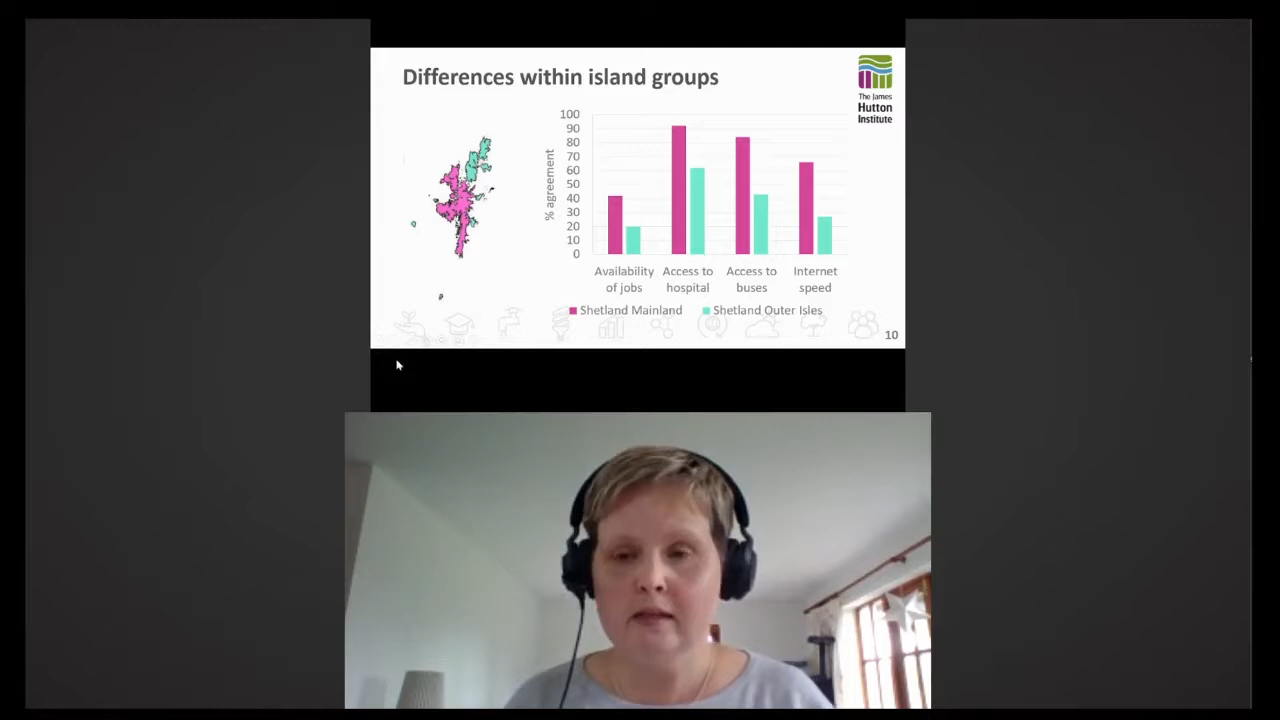 Differences within island groups
The James
Hutton
Institute
100
90
80
70
60
50
40
30
20
10
0
% agreement
Availability
of jobs
Access to
hospital
Access to
buses
Internet
speed
Shetland Mainland
Shetland Outer Isles
10